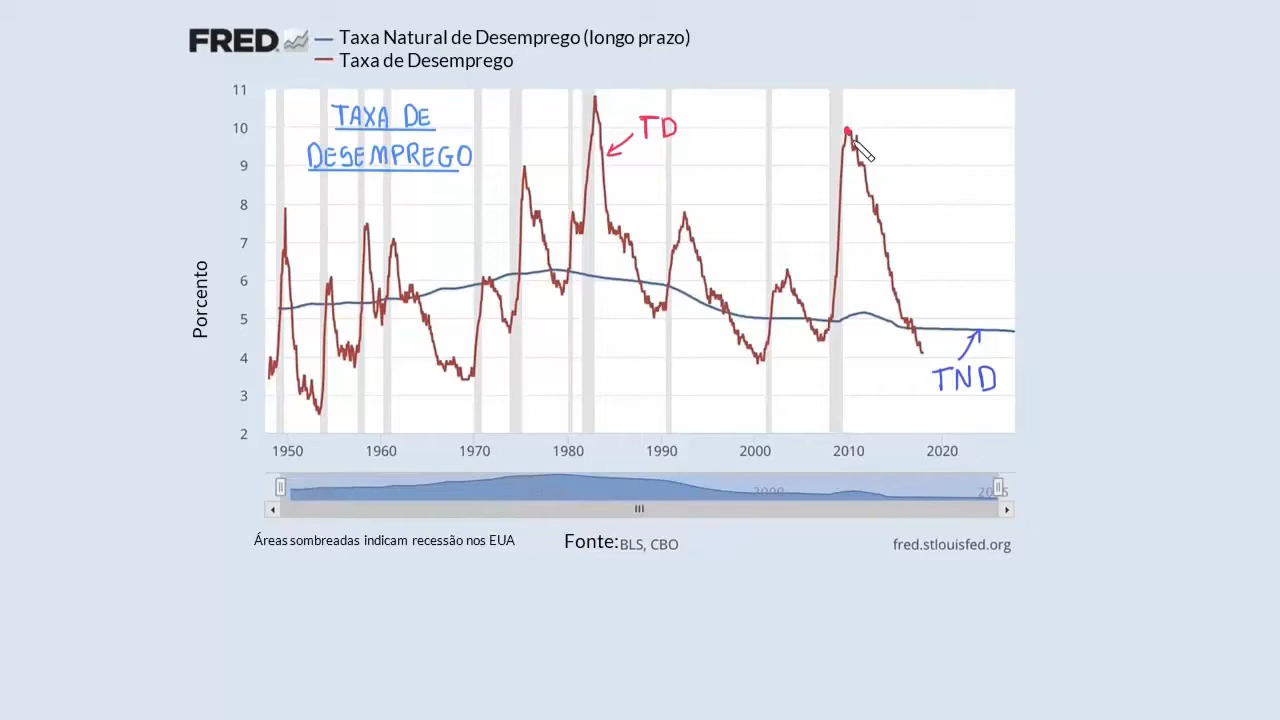 FRED
Taxa Natural de Desemprego (longo prazo)
Taxa de Desemprego
TAXA DE
DESEMPREGO
TD
TND
Porcento
11
10
9
8
7
6
5
4
3
2
1950 1960 1970 1980 1990 2000 2010 2020
2000
Áreas sombreadas indicam recessão nos EUA
Fonte: BLS, CBO
fred.stlouisfed.org